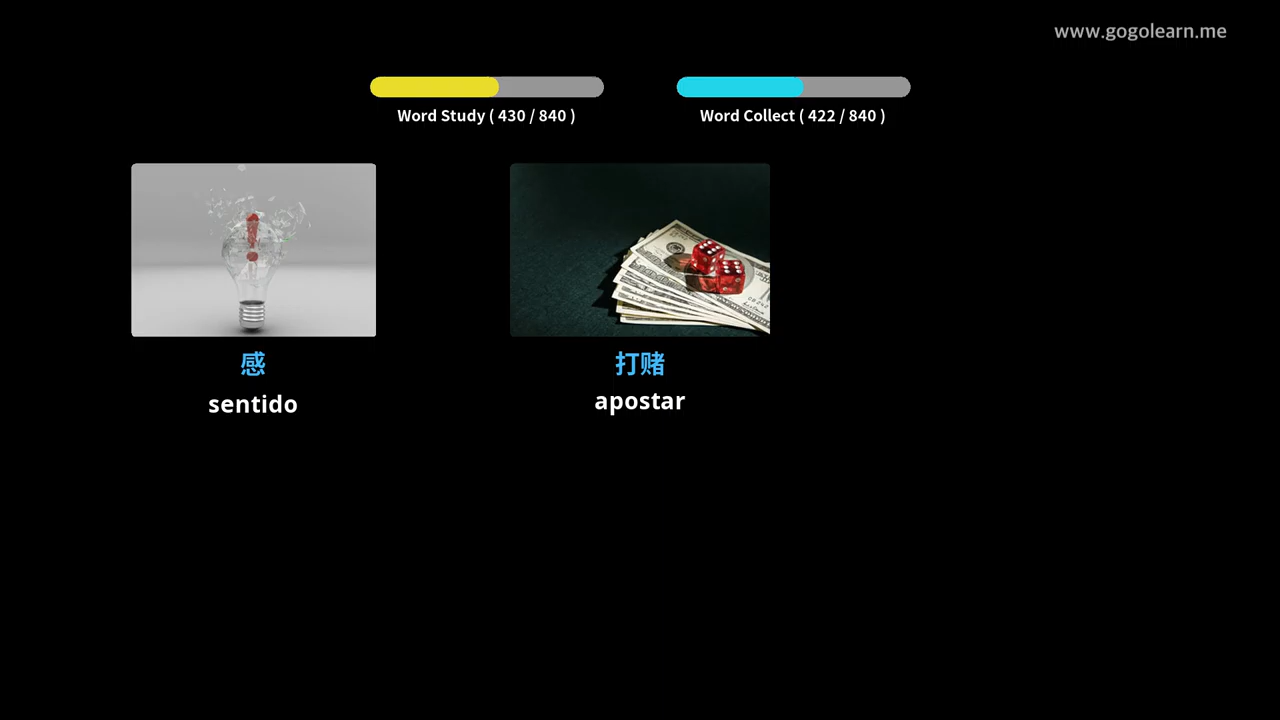 www.gogolearn.me
Word Study ( 430 / 840 )
Word Collect ( 422 / 840 )
感
sentido
打赌
apostar